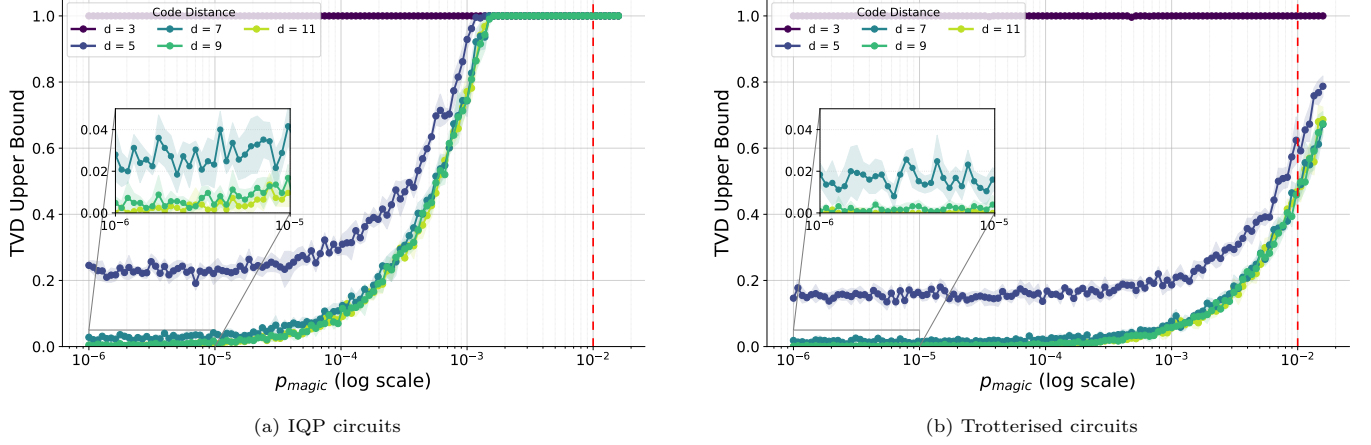 Code Distance
d = 3
d = 7
d = 11
d = 5
d = 9
TVD Upper Bound
1.0
0.8
0.6
0.4
0.2
0.0
0.04
0.02
0.00
10⁻⁶
10⁻⁵
10⁻⁶
10⁻⁵
10⁻⁴
10⁻³
10⁻²
p_magic (log scale)
(a) IQP circuits
Code Distance
d = 3
d = 7
d = 11
d = 5
d = 9
TVD Upper Bound
1.0
0.8
0.6
0.4
0.2
0.0
0.04
0.02
0.00
10⁻⁶
10⁻⁵
10⁻⁶
10⁻⁵
10⁻⁴
10⁻³
10⁻²
p_magic (log scale)
(b) Trotterised circuits